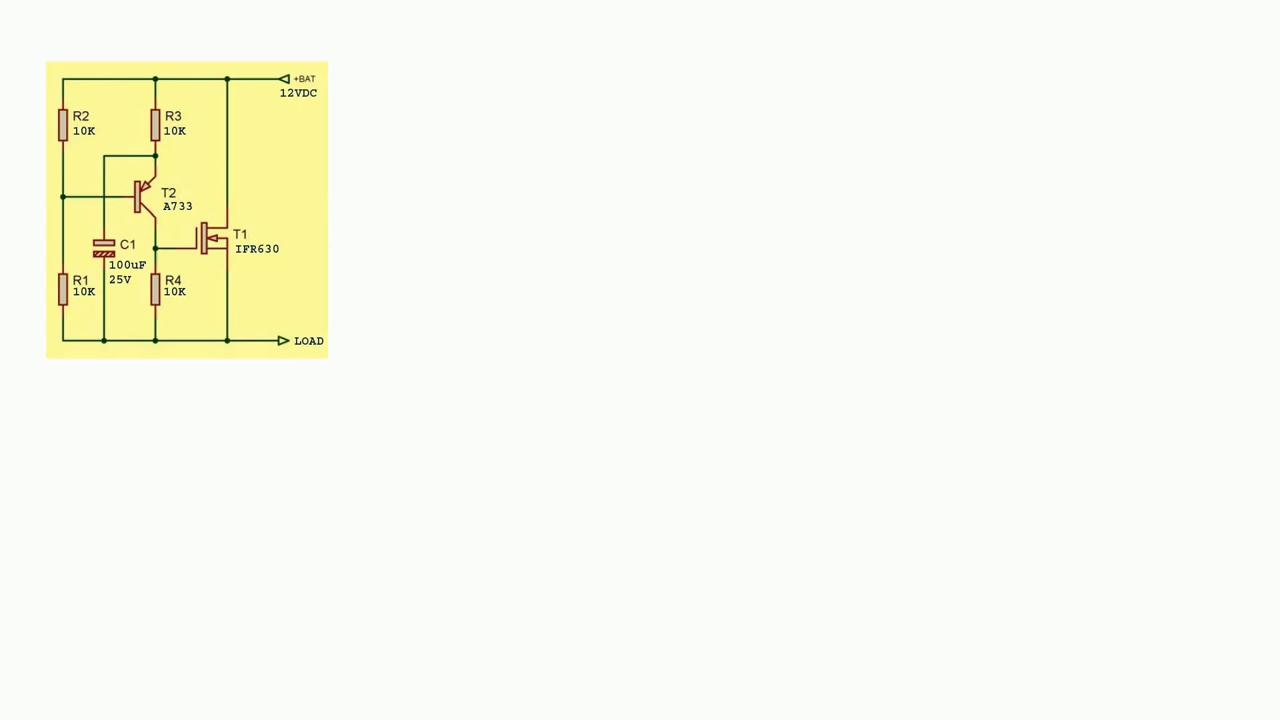 +BAT
12VDC
R2
10K
R3
10K
T2
A733
T1
IFR630
C1
100uF
25V
R1
10K
R4
10K
LOAD